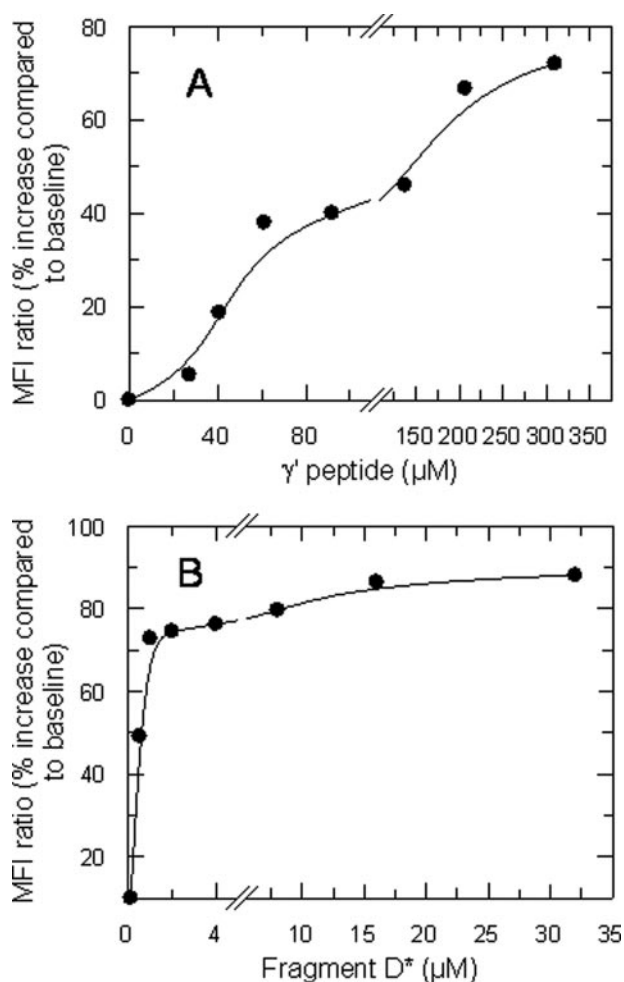 A
MFI ratio (% increase compared
to baseline)
80
60
40
20
0
0 40 80 150 200 250 300 350
γ' peptide (µM)
B
MFI ratio (% increase compared
to baseline)
100
80
60
40
20
0 4 10 15 20 25 30 35
Fragment D* (µM)